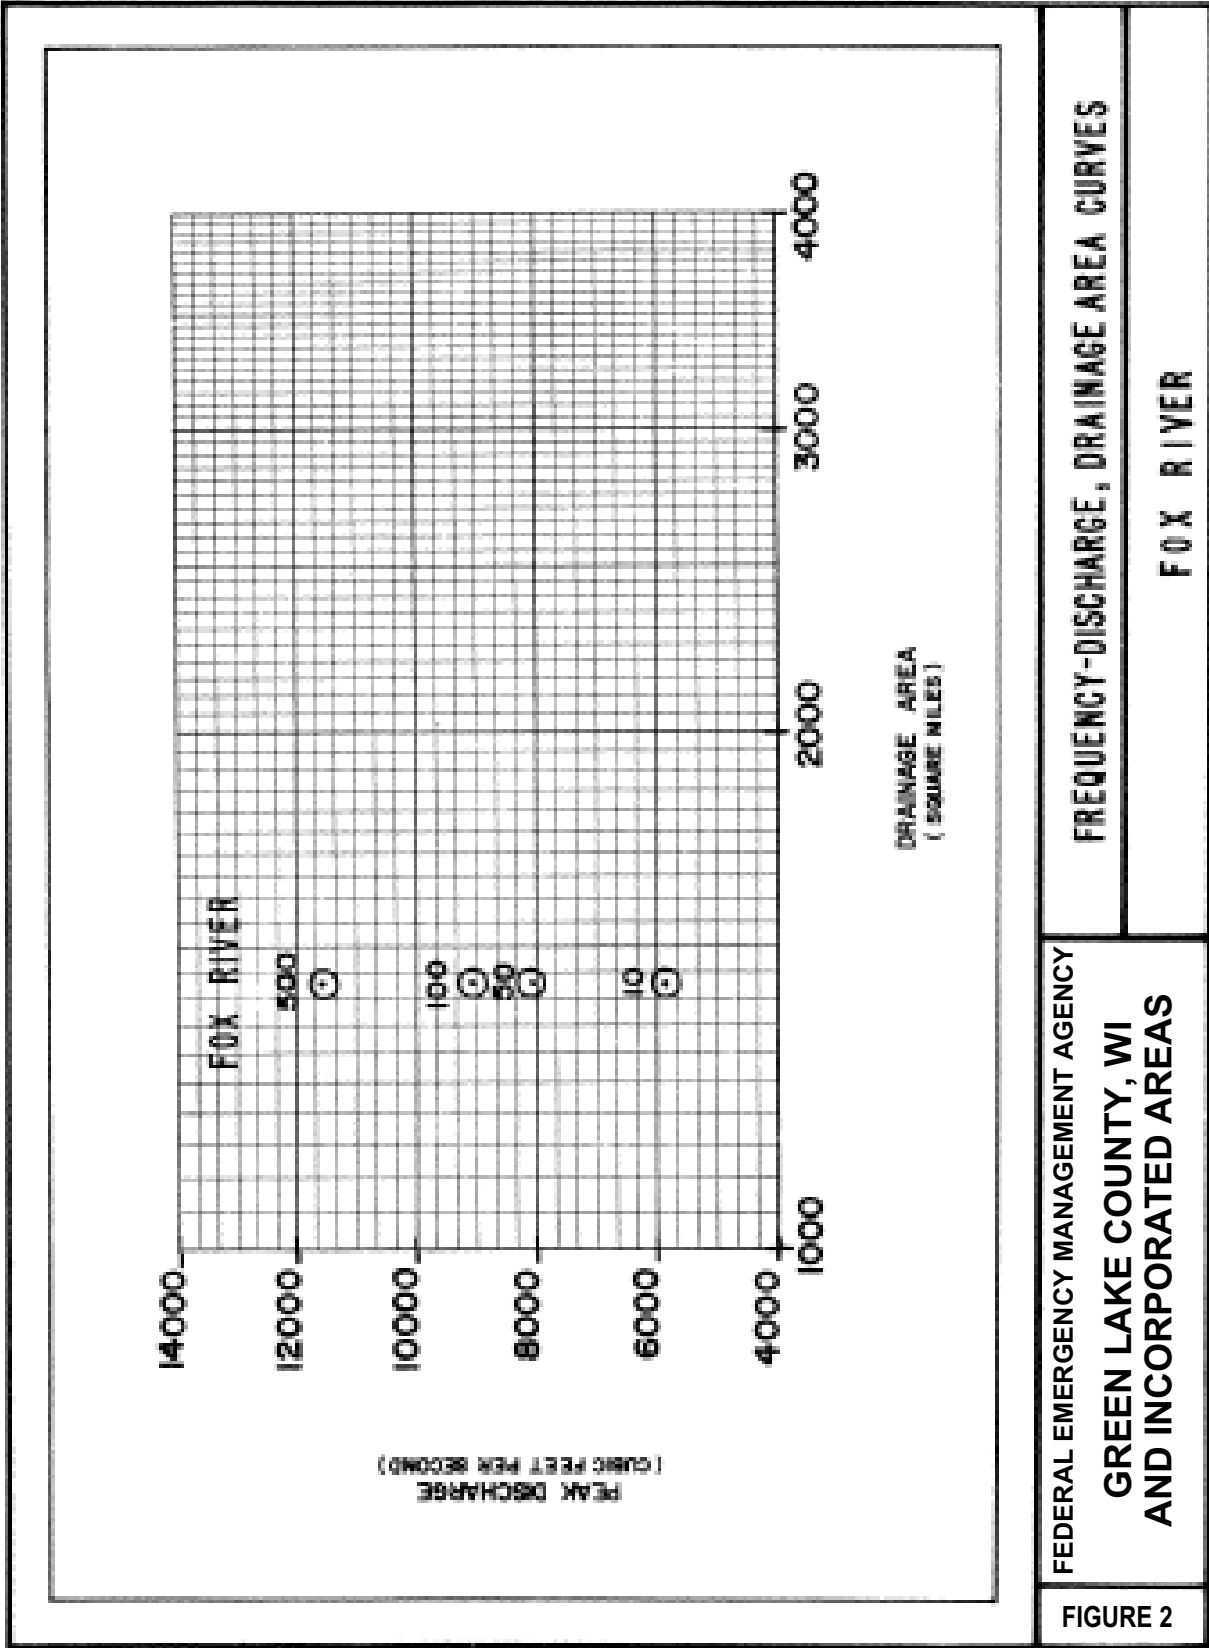 FOX RIVER
500
100
50
10
14000
12000
10000
8000
6000
4000
1000
2000
3000
4000
PEAK DISCHARGE
(CUBIC FEET PER SECOND)
DRAINAGE AREA
(SQUARE MILES)
FEDERAL EMERGENCY MANAGEMENT AGENCY
GREEN LAKE COUNTY, WI
AND INCORPORATED AREAS
FREQUENCY-DISCHARGE, DRAINAGE AREA CURVES
FOX RIVER
FIGURE 2